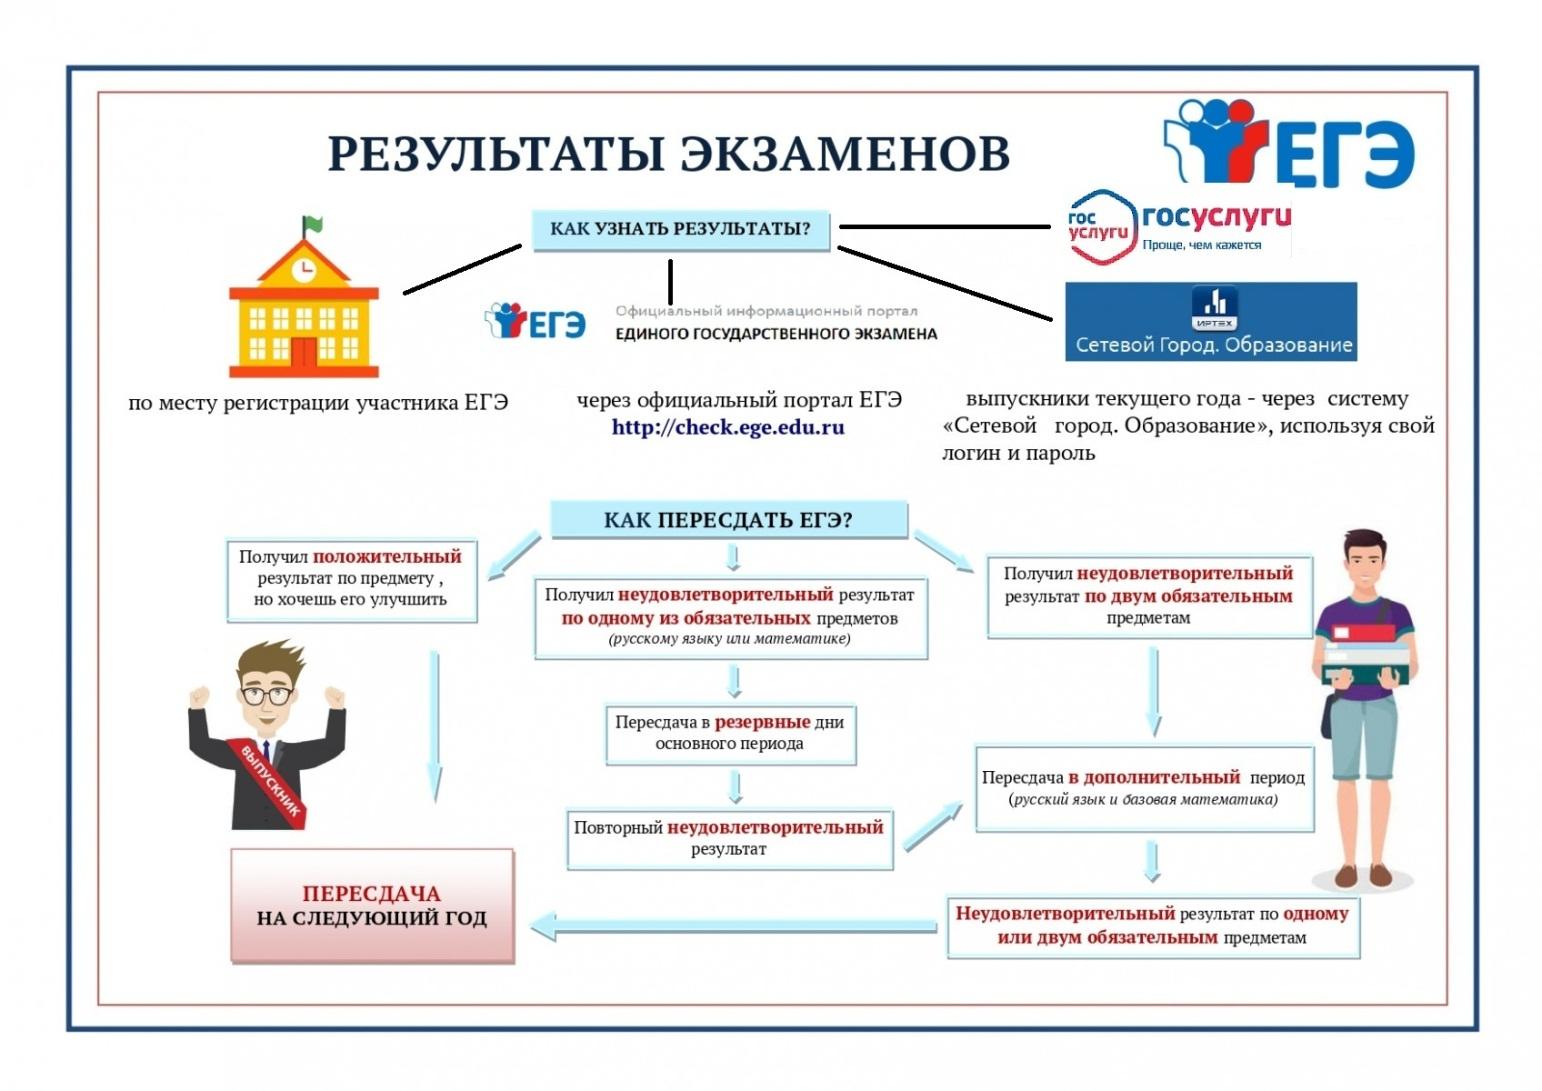 РЕЗУЛЬТАТЫ ЭКЗАМЕНОВ
ЕГЭ
КАК УЗНАТЬ РЕЗУЛЬТАТЫ?
гос
услуги
госуслуги
Проще, чем кажется
ЕГЭ
Официальный информационный портал
ЕДИНОГО ГОСУДАРСТВЕННОГО ЭКЗАМЕНА
ИРТЕХ
Сетевой Город. Образование
по месту регистрации участника ЕГЭ
через официальный портал ЕГЭ
http://check.ege.edu.ru
выпускники текущего года - через систему
«Сетевой город. Образование», используя свой
логин и пароль
КАК ПЕРЕСДАТЬ ЕГЭ?
Получил положительный
результат по предмету ,
но хочешь его улучшить
Получил неудовлетворительный результат
по одному из обязательных предметов
(русскому языку или математике)
Получил неудовлетворительный
результат по двум обязательным
предметам
ВЫПУСКНИК
Пересдача в резервные дни
основного периода
Пересдача в дополнительный период
(русский язык и базовая математика)
Повторный неудовлетворительный
результат
ПЕРЕСДАЧА
НА СЛЕДУЮЩИЙ ГОД
Неудовлетворительный результат по одному
или двум обязательным предметам